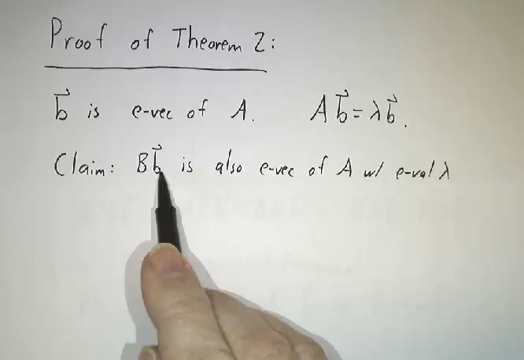 Proof of Theorem 2:
b⃗ is e-vec of A. Ab⃗ = λb⃗.
Claim: Bb⃗ is also e-vec of A w/ e-val λ